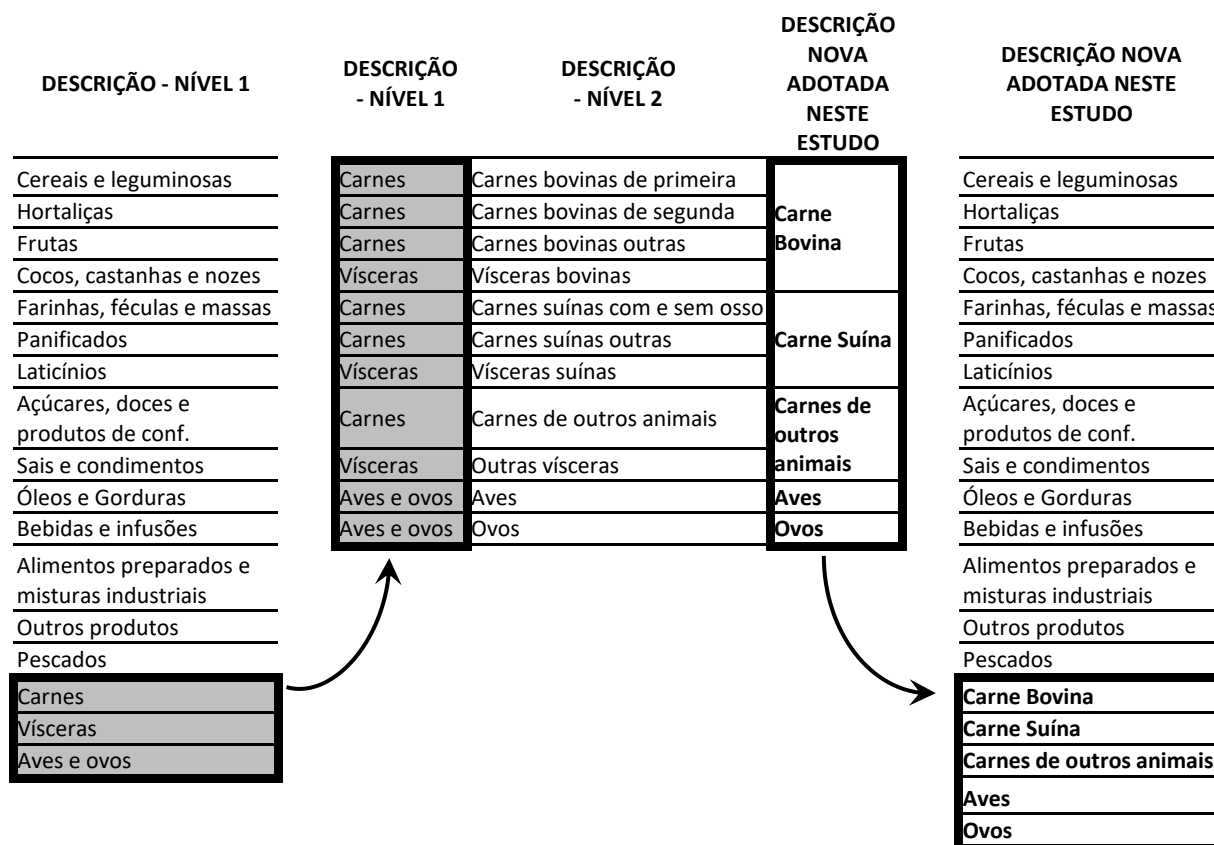 DESCRIÇÃO - NÍVEL 1
Cereais e leguminosas
Hortaliças
Frutas
Cocos, castanhas e nozes
Farinhas, féculas e massas
Panificados
Laticínios
Açúcares, doces e
produtos de conf.
Sais e condimentos
Óleos e Gorduras
Bebidas e infusões
Alimentos preparados e
misturas industriais
Outros produtos
Pescados
Carnes
Vísceras
Aves e ovos
DESCRIÇÃO
- NÍVEL 1
DESCRIÇÃO
- NÍVEL 2
DESCRIÇÃO
NOVA
ADOTADA
NESTE
ESTUDO
Carnes Carnes bovinas de primeira
Carnes Carnes bovinas de segunda
Carnes Carnes bovinas outras
Vísceras Vísceras bovinas
Carne
Bovina
Carnes Carnes suínas com e sem osso
Carnes Carnes suínas outras
Vísceras Vísceras suínas
Carne Suína
Carnes Carnes de outros animais
Vísceras Outras vísceras
Carnes de
outros
animais
Aves e ovos Aves Aves
Aves e ovos Ovos Ovos
DESCRIÇÃO NOVA
ADOTADA NESTE
ESTUDO
Cereais e leguminosas
Hortaliças
Frutas
Cocos, castanhas e nozes
Farinhas, féculas e massas
Panificados
Laticínios
Açúcares, doces e
produtos de conf.
Sais e condimentos
Óleos e Gorduras
Bebidas e infusões
Alimentos preparados e
misturas industriais
Outros produtos
Pescados
Carne Bovina
Carne Suína
Carnes de outros animais
Aves
Ovos